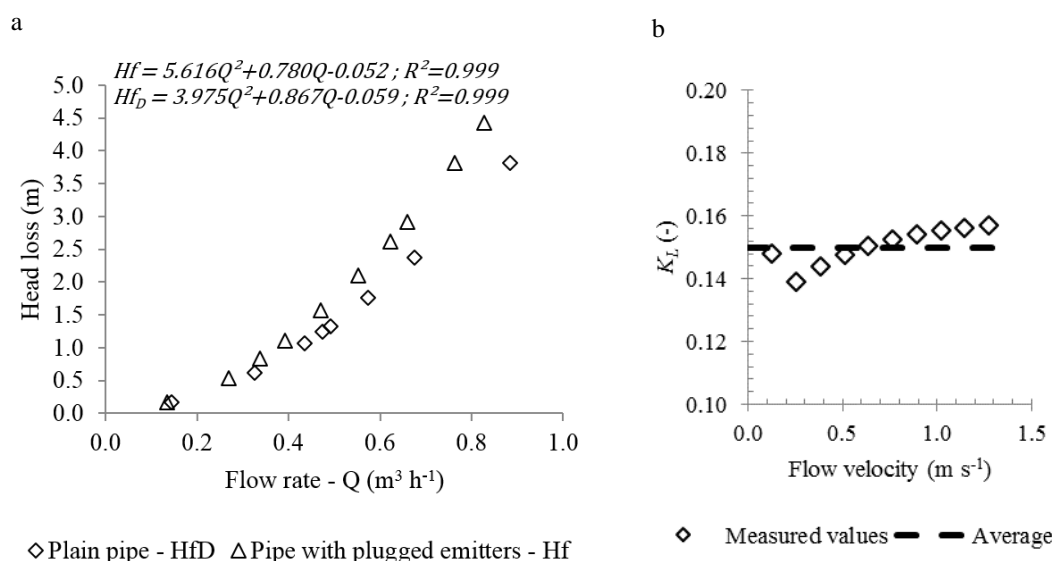 a
Hf = 5.616Q²+0.780Q-0.052 ; R²=0.999
Hf_D = 3.975Q²+0.867Q-0.059 ; R²=0.999
5.0
4.5
4.0
3.5
3.0
2.5
2.0
1.5
1.0
0.5
0.0
Head loss (m)
0.0 0.2 0.4 0.6 0.8 1.0
Flow rate - Q (m³ h⁻¹)
◇ Plain pipe - HfD △ Pipe with plugged emitters - Hf
b
0.20
0.18
0.16
0.14
0.12
0.10
K_L (-)
0.0 0.5 1.0 1.5
Flow velocity (m s⁻¹)
◇ Measured values – – Average